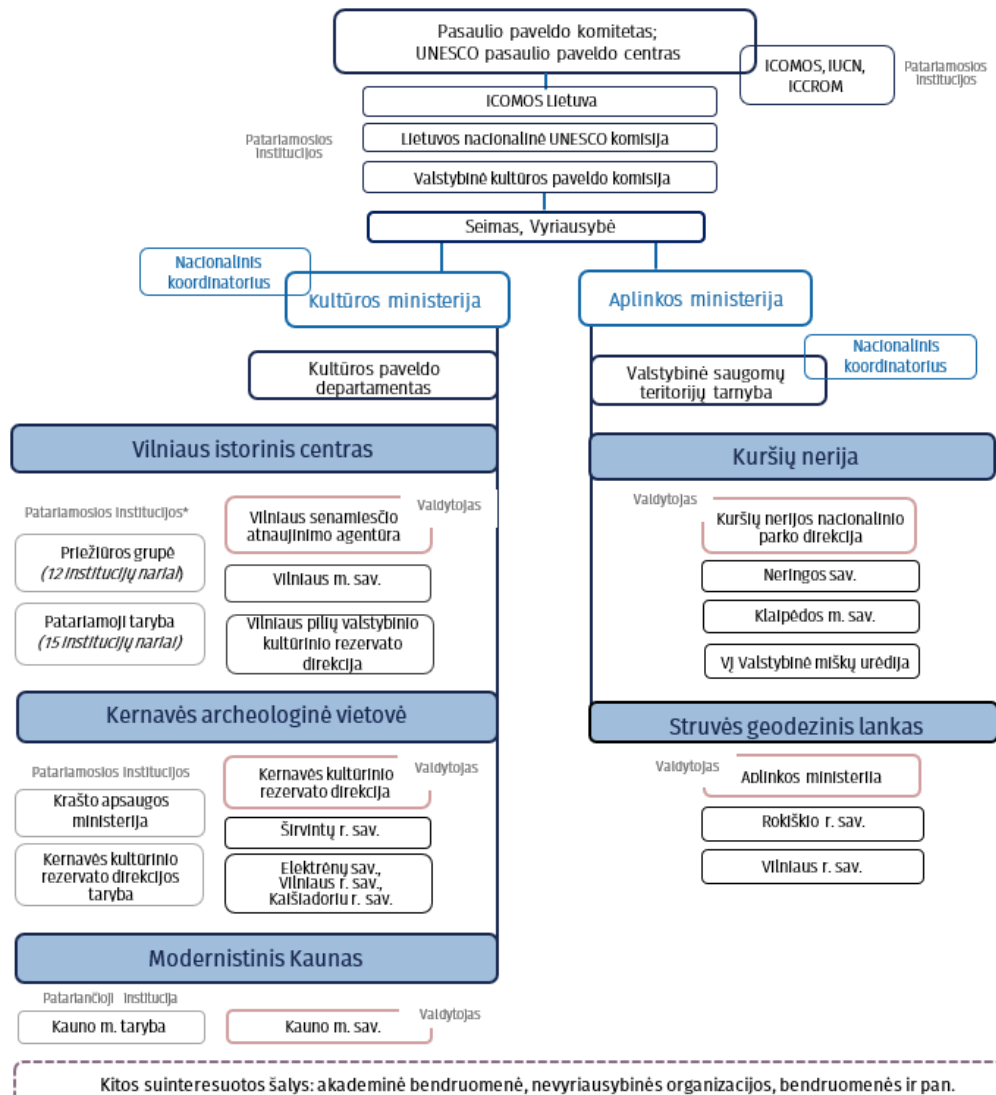 Pasaulio paveldo komitetas;
UNESCO pasaulio paveldo centras
ICOMOS, IUCN,
ICCROM
Patariamosios
institucijos
ICOMOS Lietuva
Patariamosios
institucijos
Lietuvos nacionalinė UNESCO komisija
Valstybinė kultūros paveldo komisija
Seimas, Vyriausybė
Nacionalinis
koordinatorius
Kultūros ministerija
Aplinkos ministerija
Nacionalinis
koordinatorius
Kultūros paveldo
departamentas
Valstybinė saugomų
teritorijų tarnyba
Vilniaus istorinis centras
Patariamosios institucijos*
Valdytojas
Vilniaus senamiesčio
atnaujinimo agentūra
Priežiūros grupė
(12 institucijų nariai)
Vilniaus m. sav.
Patariamoji taryba
(15 institucijų nariai)
Vilniaus pilių valstybinio
kultūrinio rezervato
direkcija
Kuršių nerija
Valdytojas
Kuršių nerijos nacionalinio
parko direkcija
Neringos sav.
Klaipėdos m. sav.
VĮ Valstybinė miškų urėdija
Kernavės archeologinė vietovė
Patariamosios institucijos
Valdytojas
Kernavės kultūrinio
rezervato direkcija
Krašto apsaugos
ministerija
Širvintų r. sav.
Kernavės kultūrinio
rezervato direkcijos
taryba
Elektrėnų sav.,
Vilniaus r. sav.,
Kaišiadoriu r. sav.
Struvės geodezinis lankas
Valdytojas
Aplinkos ministerija
Rokiškio r. sav.
Vilniaus r. sav.
Modernistinis Kaunas
Patariančioji institucija
Kauno m. taryba
Kauno m. sav.
Valdytojas
Kitos suinteresuotos šalys: akademinė bendruomenė, nevyriausybinės organizacijos, bendruomenės ir pan.